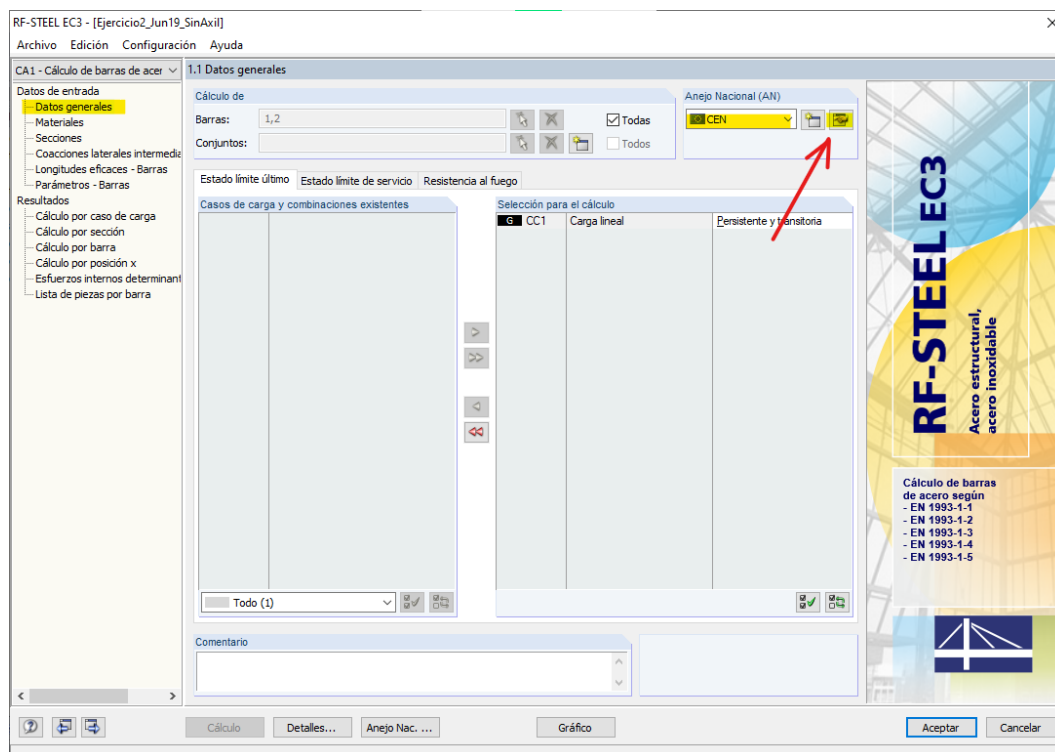 RF-STEEL EC3 - [Ejercicio2_Jun19_SinAxil]
Archivo Edición Configuración Ayuda
CA1 - Cálculo de barras de acer
Datos de entrada
Datos generales
Materiales
Secciones
Coacciones laterales intermedia
Longitudes eficaces - Barras
Parámetros - Barras
Resultados
Cálculo por caso de carga
Cálculo por sección
Cálculo por barra
Cálculo por posición x
Esfuerzos internos determinant
Lista de piezas por barra
1.1 Datos generales
Cálculo de
Barras: 1,2 Todas
Conjuntos: Todos
Anejo Nacional (AN)
CEN
Estado límite último Estado límite de servicio Resistencia al fuego
Casos de carga y combinaciones existentes
Todo (1)
Selección para el cálculo
G CC1 Carga lineal Persistente y transitoria
Comentario
RF-STEEL EC3
Acero estructural,
acero inoxidable
Cálculo de barras
de acero según
- EN 1993-1-1
- EN 1993-1-2
- EN 1993-1-3
- EN 1993-1-4
- EN 1993-1-5
Cálculo Detalles... Anejo Nac. ... Gráfico Aceptar Cancelar